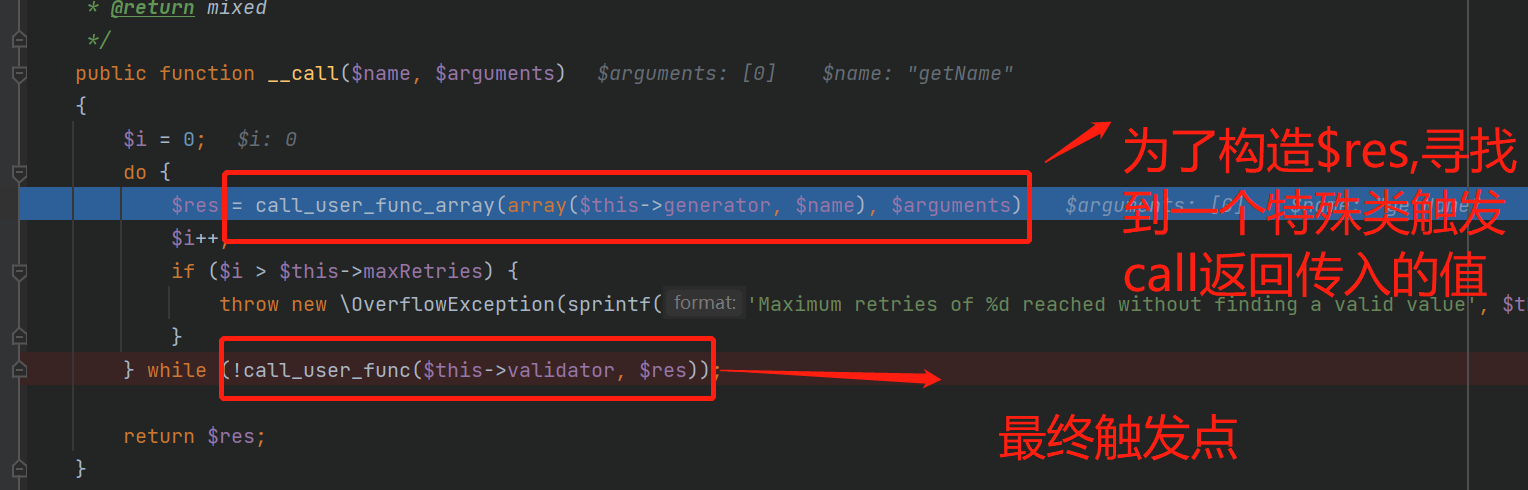 * @return mixed
*/
public function __call($name, $arguments)   $arguments: [0]    $name: "getName"
{
$i = 0;   $i: 0
do {
$res = call_user_func_array(array($this->generator, $name), $arguments)   $arguments: [0]
$i++;
if ($i > $this->maxRetries) {
throw new \OverflowException(sprintf( format: 'Maximum retries of %d reached without finding a valid value', $t
}
} while (!call_user_func($this->validator, $res));
return $res;
}
为了构造$res,寻找
到一个特殊类触发
call返回传入的值
最终触发点